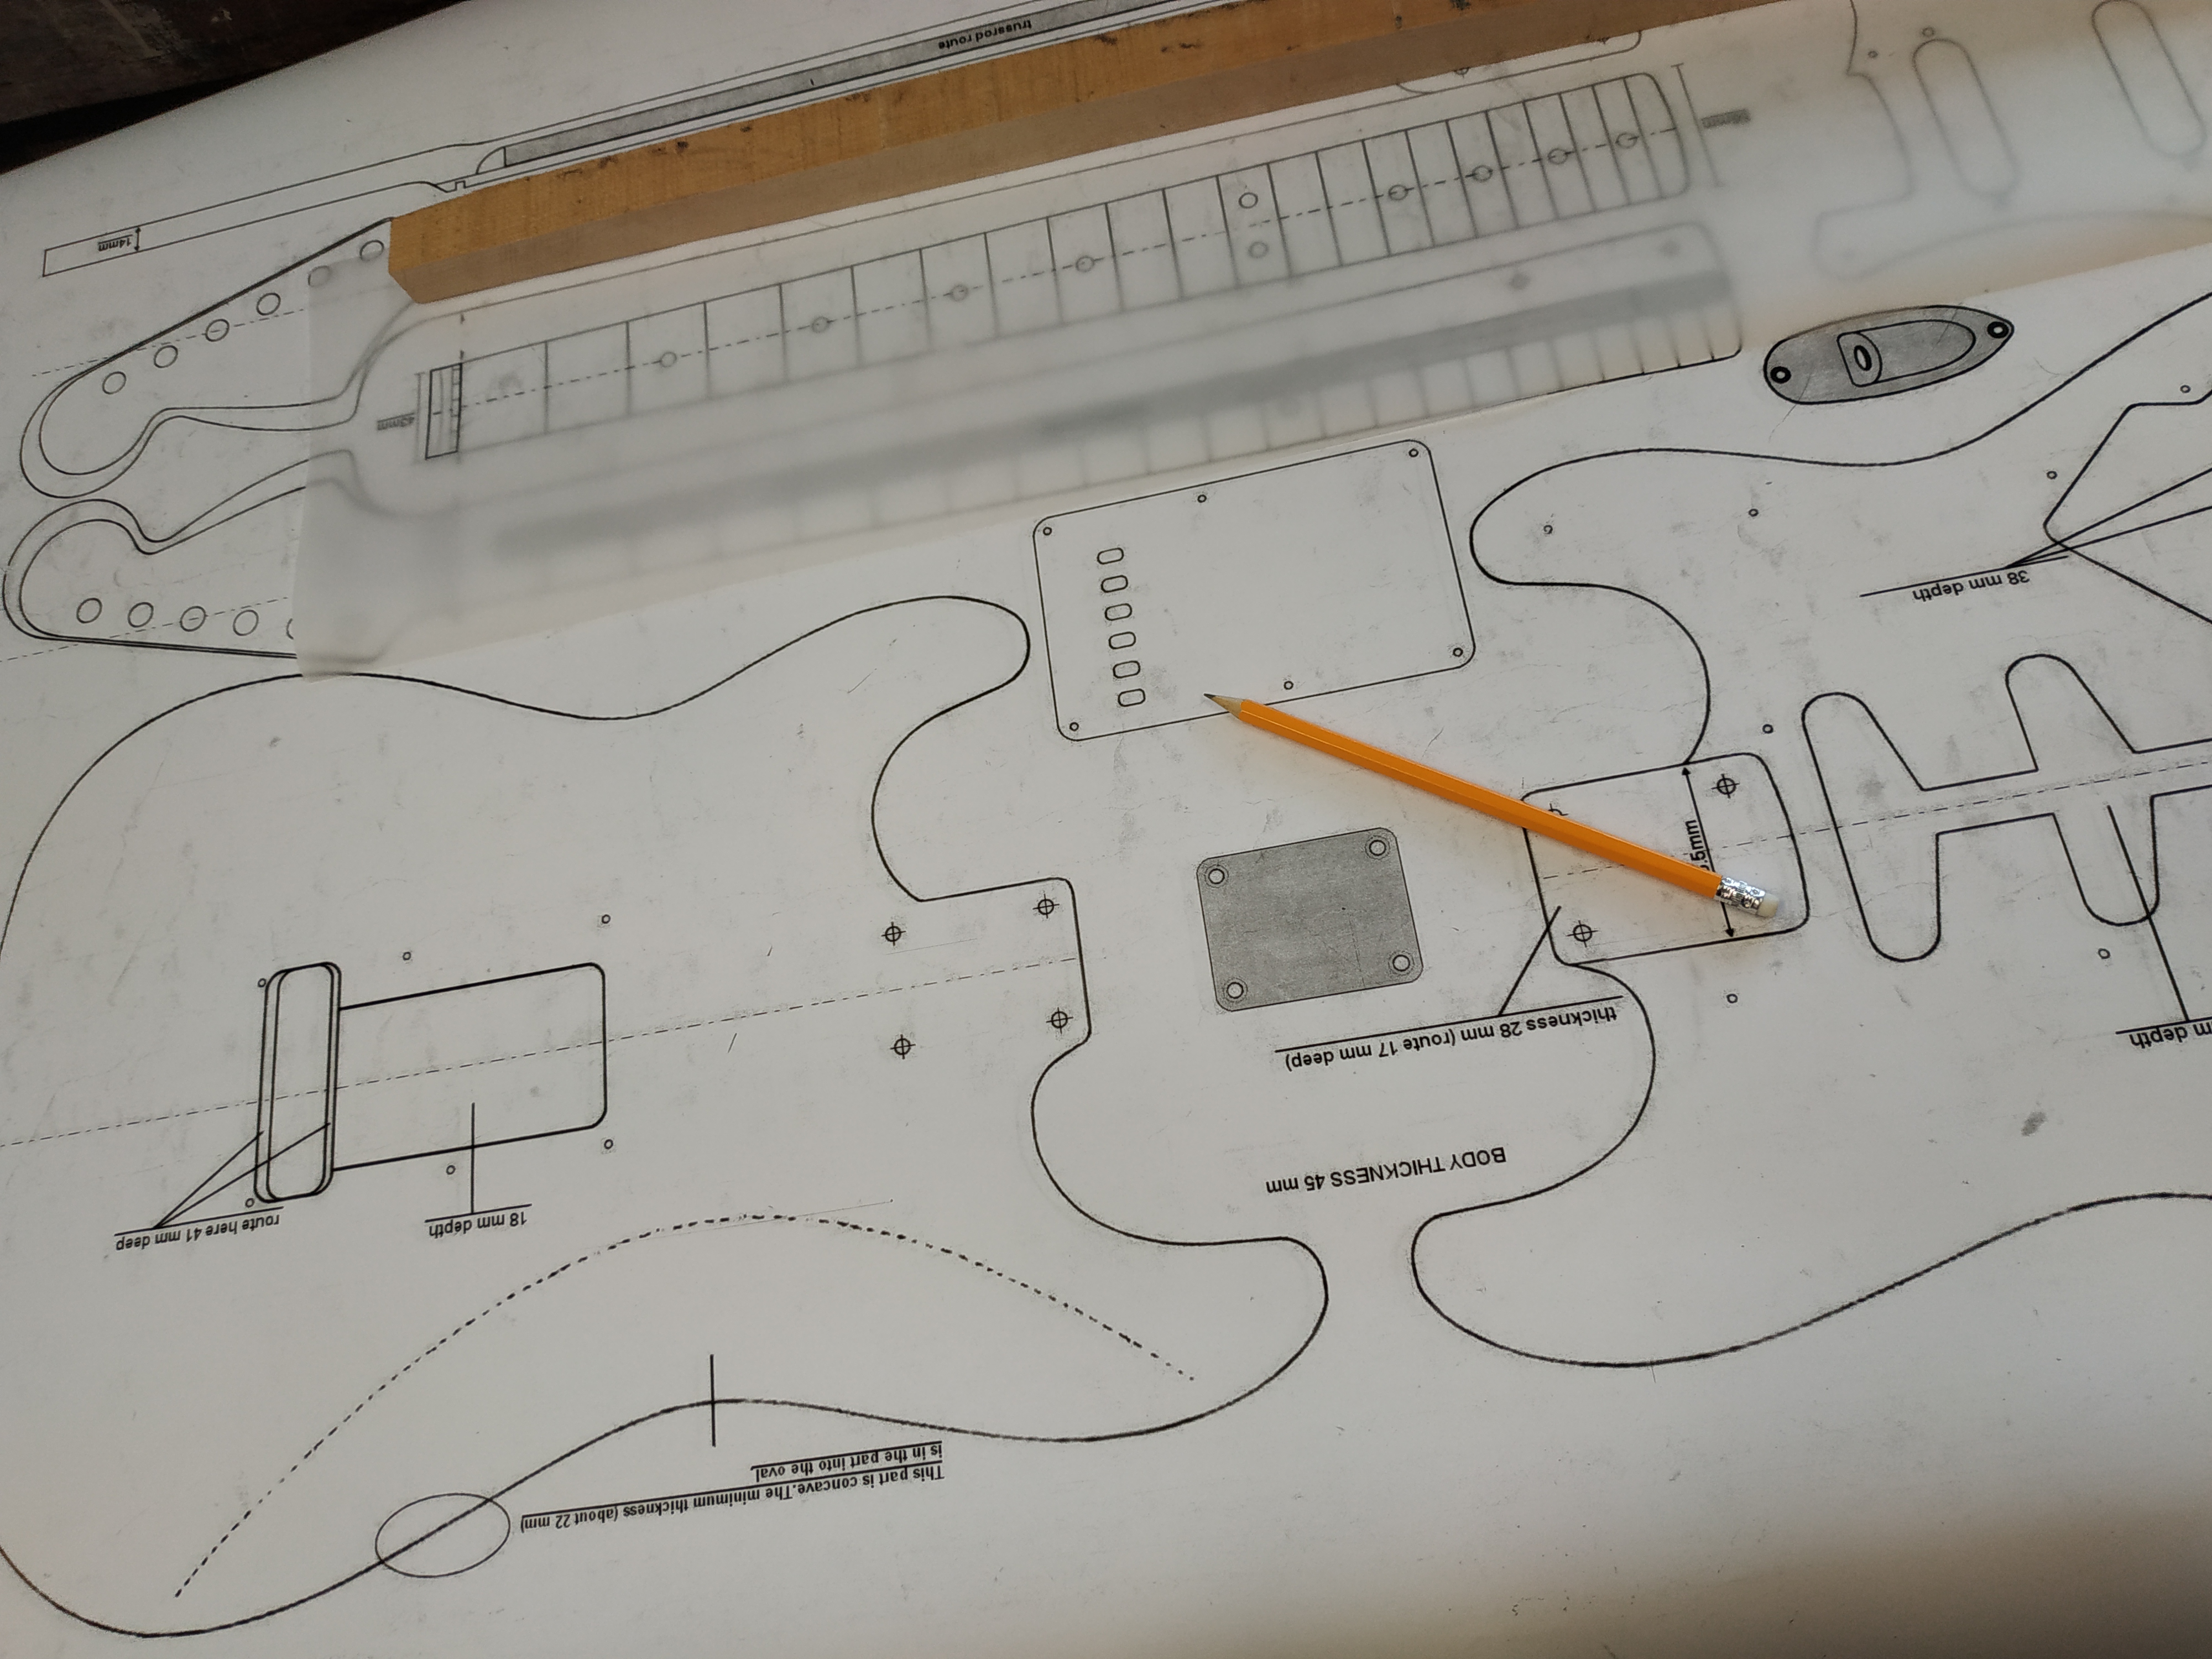 trussrod route
14mm
42mm
56mm
38 mm depth
.5mm
thickness 28 mm (route 17 mm deep)
depth
BODY THICKNESS 45 mm
route here 41 mm deep
18 mm depth
This part is concave.The minimum thickness (about 22 mm)
is in the part into the oval